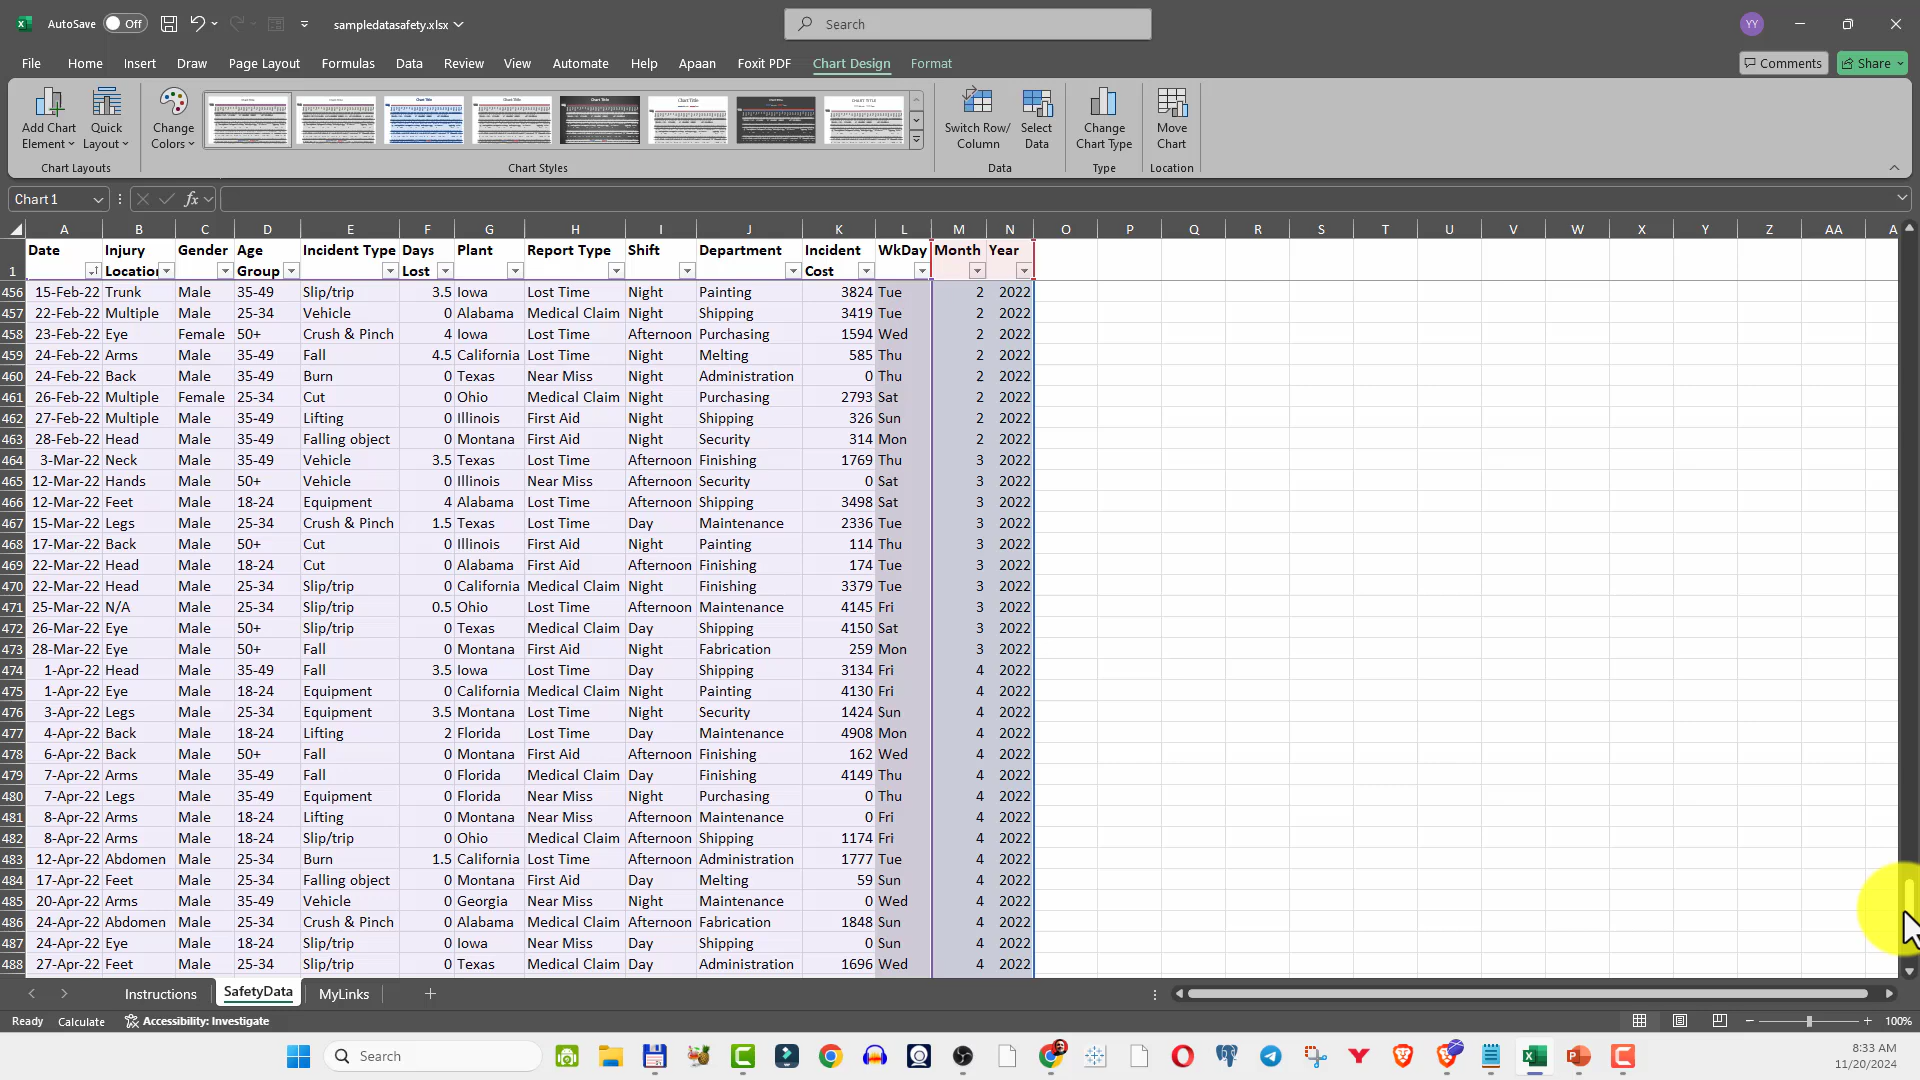 AutoSave Off sampledatasafety.xlsx Search YY
File Home Insert Draw Page Layout Formulas Data Review View Automate Help Apaan Foxit PDF Chart Design Format Comments Share
Add Chart Element Quick Layout Change Colors Switch Row/ Column Select Data Change Chart Type Move Chart
Chart Layouts Chart Styles Data Type Location
Chart 1 fx
A B C D E F G H I J K L M N O P Q R S T U V W X Y Z AA A
Date Injury Gender Age Incident Type Days Plant Report Type Shift Department Incident WkDay Month Year
1 Location Group Lost Cost
456 15-Feb-22 Trunk Male 35-49 Slip/trip 3.5 Iowa Lost Time Night Painting 3824 Tue 2 2022
457 22-Feb-22 Multiple Male 25-34 Vehicle 0 Alabama Medical Claim Night Shipping 3419 Tue 2 2022
458 23-Feb-22 Eye Female 50+ Crush & Pinch 4 Iowa Lost Time Afternoon Purchasing 1594 Wed 2 2022
459 24-Feb-22 Arms Male 35-49 Fall 4.5 California Lost Time Night Melting 585 Thu 2 2022
460 24-Feb-22 Back Male 35-49 Burn 0 Texas Near Miss Night Administration 0 Thu 2 2022
461 26-Feb-22 Multiple Female 25-34 Cut 0 Ohio Medical Claim Night Purchasing 2793 Sat 2 2022
462 27-Feb-22 Multiple Male 35-49 Lifting 0 Illinois First Aid Night Shipping 326 Sun 2 2022
463 28-Feb-22 Head Male 35-49 Falling object 0 Montana First Aid Night Security 314 Mon 2 2022
464 3-Mar-22 Neck Male 35-49 Vehicle 3.5 Texas Lost Time Afternoon Finishing 1769 Thu 3 2022
465 12-Mar-22 Hands Male 50+ Vehicle 0 Illinois Near Miss Afternoon Security 0 Sat 3 2022
466 12-Mar-22 Feet Male 18-24 Equipment 4 Alabama Lost Time Afternoon Shipping 3498 Sat 3 2022
467 15-Mar-22 Legs Male 25-34 Crush & Pinch 1.5 Texas Lost Time Day Maintenance 2336 Tue 3 2022
468 17-Mar-22 Back Male 50+ Cut 0 Illinois First Aid Night Painting 114 Thu 3 2022
469 22-Mar-22 Head Male 18-24 Cut 0 Alabama First Aid Afternoon Finishing 174 Tue 3 2022
470 22-Mar-22 Head Male 25-34 Slip/trip 0 California Medical Claim Night Finishing 3379 Tue 3 2022
471 25-Mar-22 N/A Male 25-34 Slip/trip 0.5 Ohio Lost Time Afternoon Maintenance 4145 Fri 3 2022
472 26-Mar-22 Eye Male 50+ Slip/trip 0 Texas Medical Claim Day Shipping 4150 Sat 3 2022
473 28-Mar-22 Eye Male 50+ Fall 0 Montana First Aid Night Fabrication 259 Mon 3 2022
474 1-Apr-22 Head Male 35-49 Fall 3.5 Iowa Lost Time Day Shipping 3134 Fri 4 2022
475 1-Apr-22 Eye Male 18-24 Equipment 0 California Medical Claim Night Painting 4130 Fri 4 2022
476 3-Apr-22 Legs Male 25-34 Equipment 3.5 Montana Lost Time Night Security 1424 Sun 4 2022
477 4-Apr-22 Back Male 18-24 Lifting 2 Florida Lost Time Day Maintenance 4908 Mon 4 2022
478 6-Apr-22 Back Male 50+ Fall 0 Montana First Aid Afternoon Finishing 162 Wed 4 2022
479 7-Apr-22 Arms Male 35-49 Fall 0 Florida Medical Claim Day Finishing 4149 Thu 4 2022
480 7-Apr-22 Legs Male 35-49 Equipment 0 Florida Near Miss Night Purchasing 0 Thu 4 2022
481 8-Apr-22 Arms Male 18-24 Lifting 0 Montana Near Miss Afternoon Maintenance 0 Fri 4 2022
482 8-Apr-22 Arms Male 18-24 Slip/trip 0 Ohio Medical Claim Afternoon Shipping 1174 Fri 4 2022
483 12-Apr-22 Abdomen Male 25-34 Burn 1.5 California Lost Time Afternoon Administration 1777 Tue 4 2022
484 17-Apr-22 Feet Male 25-34 Falling object 0 Montana First Aid Day Melting 59 Sun 4 2022
485 20-Apr-22 Arms Male 35-49 Vehicle 0 Georgia Near Miss Night Maintenance 0 Wed 4 2022
486 24-Apr-22 Abdomen Male 25-34 Crush & Pinch 0 Alabama Medical Claim Afternoon Fabrication 1848 Sun 4 2022
487 24-Apr-22 Eye Male 18-24 Slip/trip 0 Iowa Near Miss Day Shipping 0 Sun 4 2022
488 27-Apr-22 Feet Male 25-34 Slip/trip 0 Texas Medical Claim Day Administration 1696 Wed 4 2022
Instructions SafetyData MyLinks
Ready Calculate Accessibility: Investigate 100%
Search 8:33 AM
11/20/2024